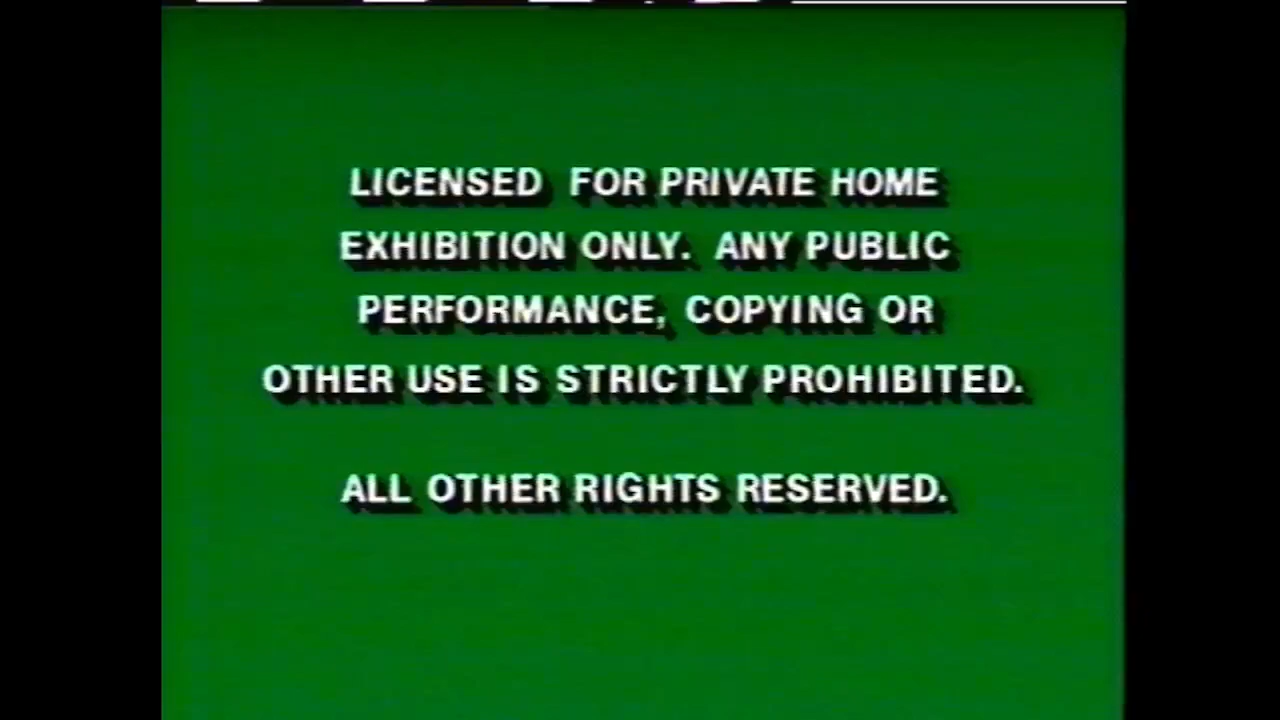 LICENSED FOR PRIVATE HOME
EXHIBITION ONLY. ANY PUBLIC
PERFORMANCE, COPYING OR
OTHER USE IS STRICTLY PROHIBITED.
ALL OTHER RIGHTS RESERVED.